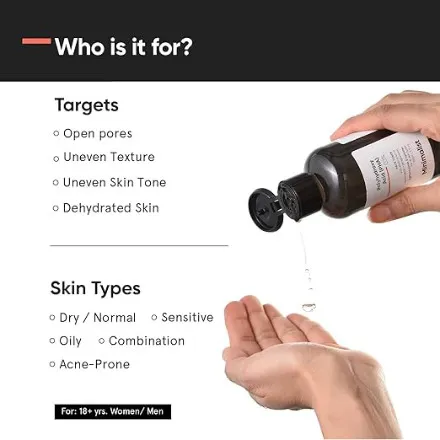 Who is it for?
Targets
Open pores
Uneven Texture
Uneven Skin Tone
Dehydrated Skin
Skin Types
Dry / Normal
Sensitive
Oily
Combination
Acne-Prone
For: 18+ yrs. Women/ Men
Minimalist